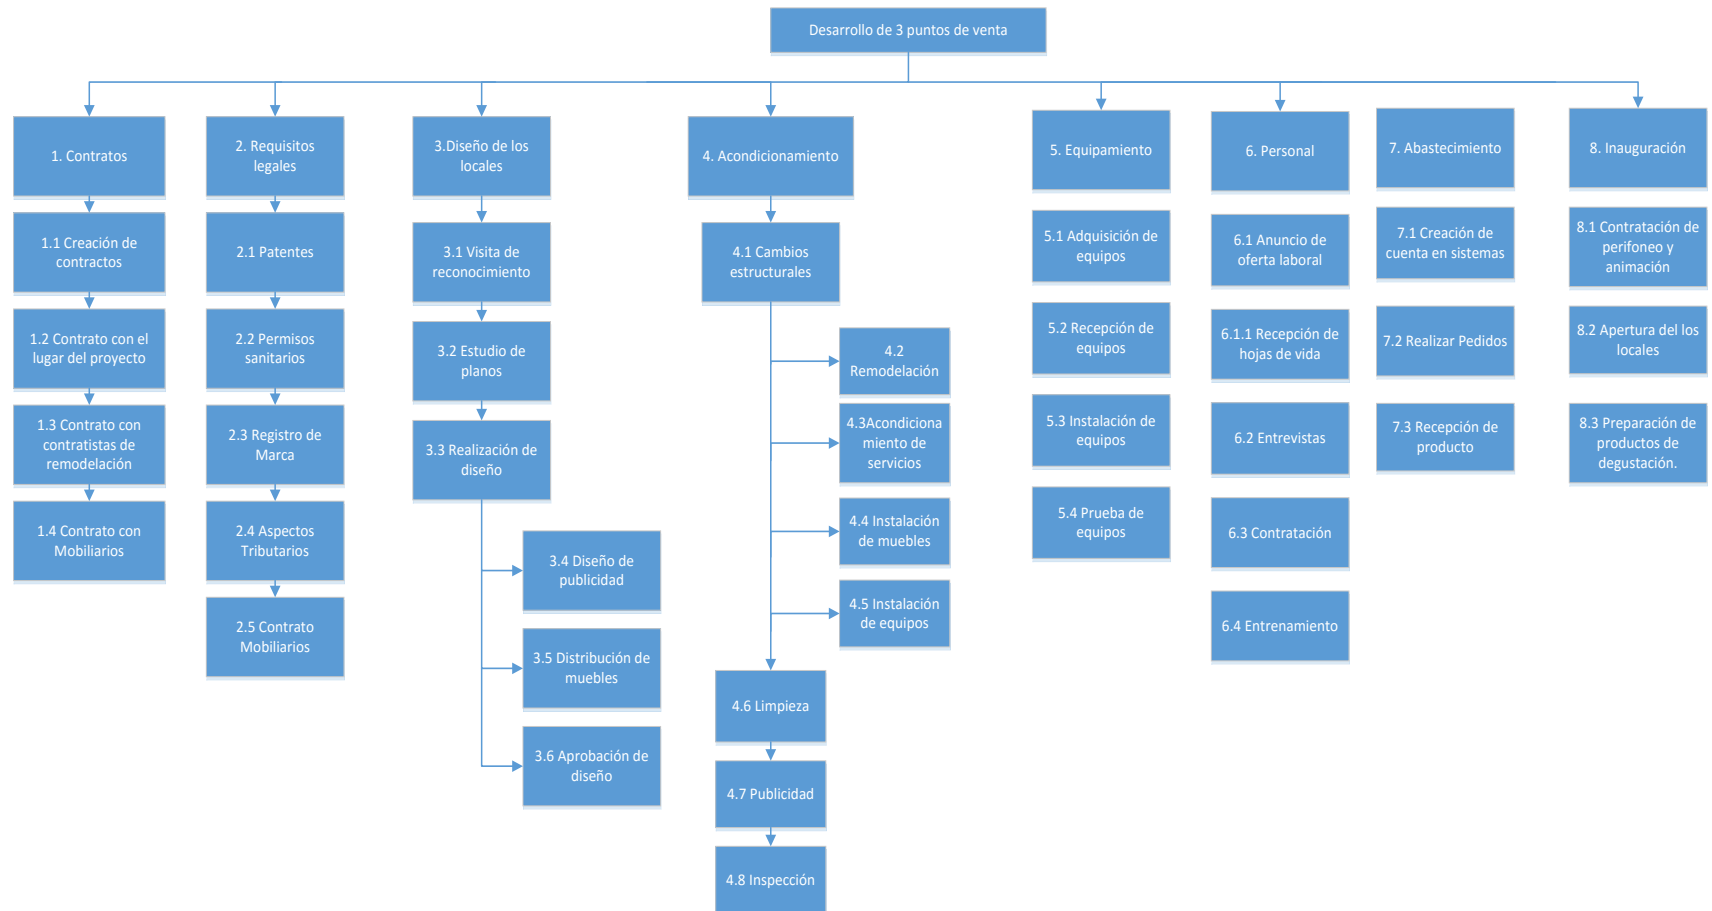 Desarrollo de 3 puntos de venta
1. Contratos
1.1 Creación de
contractos
1.2 Contrato con el
lugar del proyecto
1.3 Contrato con
contratistas de
remodelación
1.4 Contrato con
Mobiliarios
2. Requisitos
legales
2.1 Patentes
2.2 Permisos
sanitarios
2.3 Registro de
Marca
2.4 Aspectos
Tributarios
2.5 Contrato
Mobiliarios
3.Diseño de los
locales
3.1 Visita de
reconocimiento
3.2 Estudio de
planos
3.3 Realización de
diseño
3.4 Diseño de
publicidad
3.5 Distribución de
muebles
3.6 Aprobación de
diseño
4. Acondicionamiento
4.1 Cambios
estructurales
4.2
Remodelación
4.3Acondiciona
miento de
servicios
4.4 Instalación
de muebles
4.5 Instalación
de equipos
4.6 Limpieza
4.7 Publicidad
4.8 Inspección
5. Equipamiento
5.1 Adquisición de
equipos
5.2 Recepción de
equipos
5.3 Instalación de
equipos
5.4 Prueba de
equipos
6. Personal
6.1 Anuncio de
oferta laboral
6.1.1 Recepción de
hojas de vida
6.2 Entrevistas
6.3 Contratación
6.4 Entrenamiento
7. Abastecimiento
7.1 Creación de
cuenta en sistemas
7.2 Realizar Pedidos
7.3 Recepción de
producto
8. Inauguración
8.1 Contratación de
perifoneo y
animación
8.2 Apertura del los
locales
8.3 Preparación de
productos de
degustación.